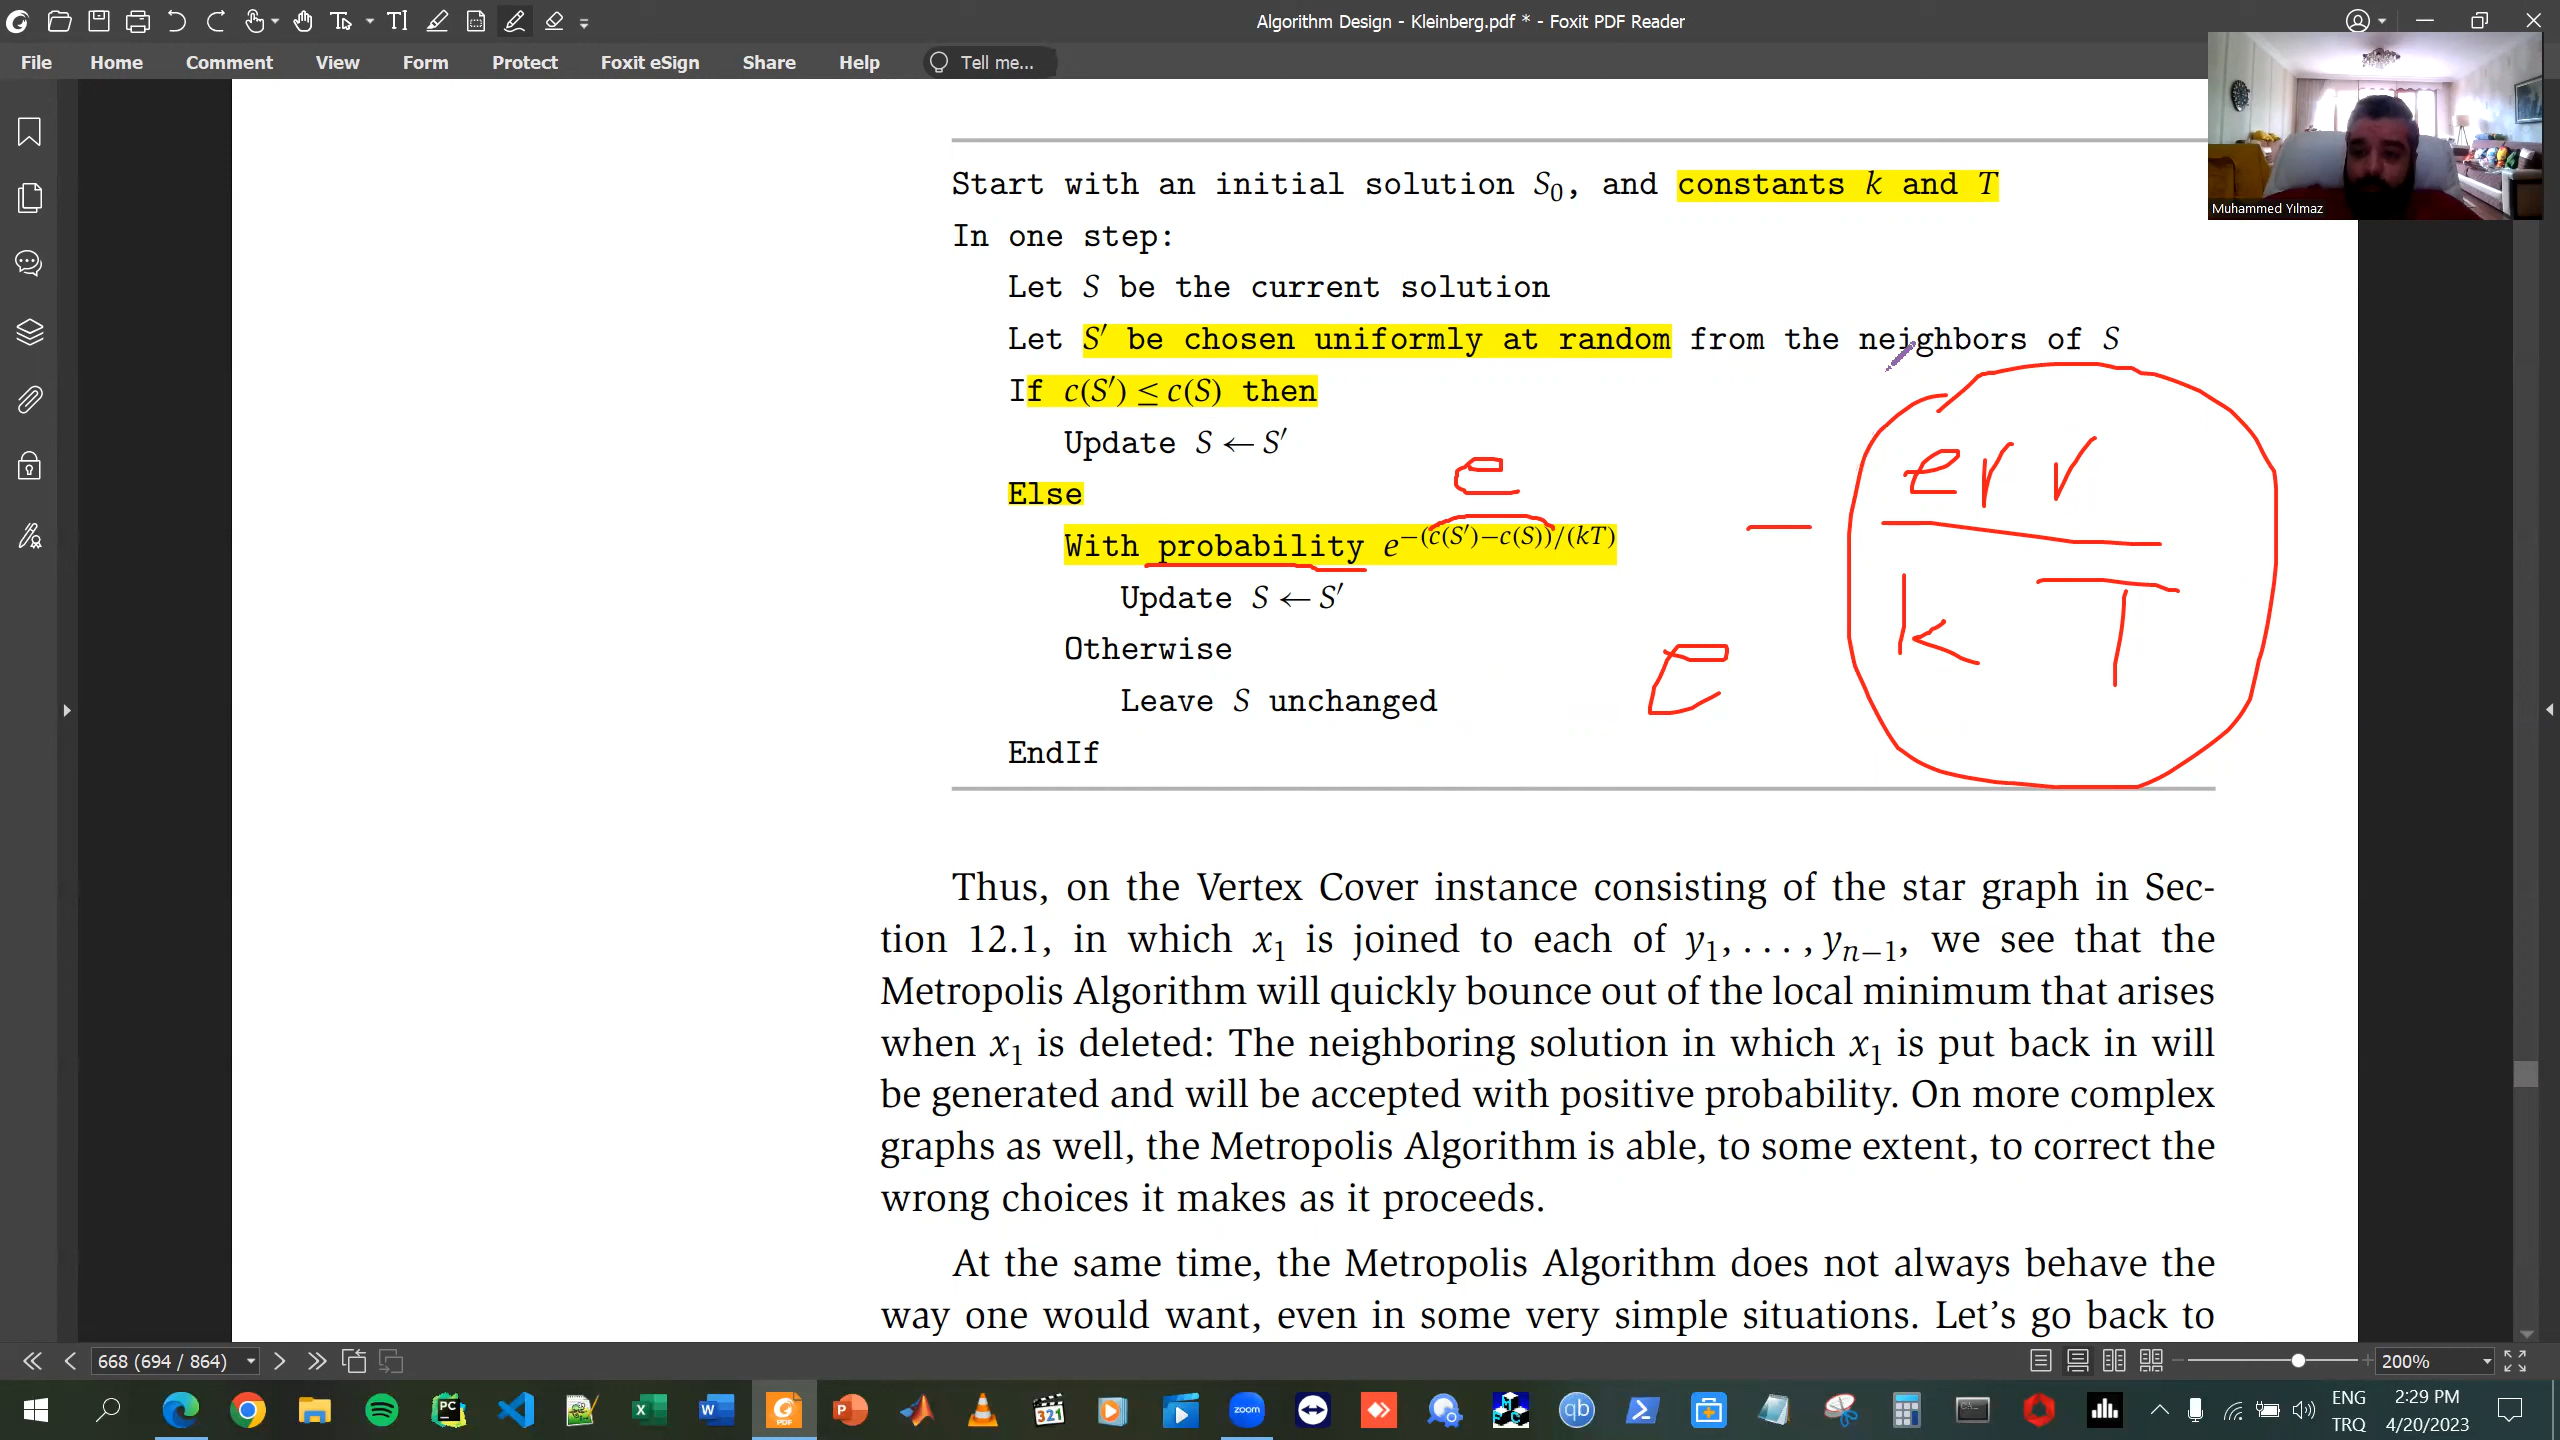 Algorithm Design - Kleinberg.pdf * - Foxit PDF Reader
File Home Comment View Form Protect Foxit eSign Share Help Tell me...
Muhammed Yılmaz
Start with an initial solution S₀, and constants k and T
In one step:
Let S be the current solution
Let S′ be chosen uniformly at random from the neighbors of S
If c(S′) ≤ c(S) then
Update S ← S′
Else
With probability e^−(c(S′)−c(S))/(kT)
Update S ← S′
Otherwise
Leave S unchanged
EndIf
e
e
− err
k T
Thus, on the Vertex Cover instance consisting of the star graph in Sec-
tion 12.1, in which x₁ is joined to each of y₁, . . . , yₙ₋₁, we see that the
Metropolis Algorithm will quickly bounce out of the local minimum that arises
when x₁ is deleted: The neighboring solution in which x₁ is put back in will
be generated and will be accepted with positive probability. On more complex
graphs as well, the Metropolis Algorithm is able, to some extent, to correct the
wrong choices it makes as it proceeds.
At the same time, the Metropolis Algorithm does not always behave the
way one would want, even in some very simple situations. Let's go back to
668 (694 / 864)
200%
PC
321
PDF
zoom
qb
ENG
TRQ
2:29 PM
4/20/2023